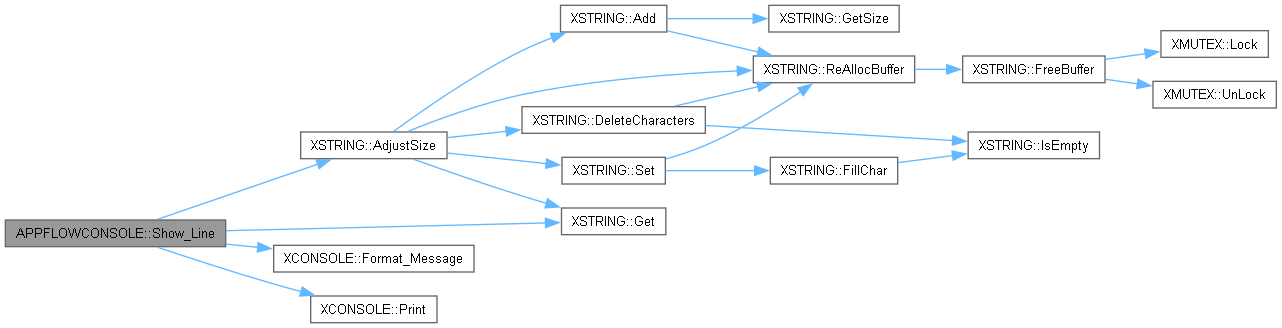 XSTRING::Add
XSTRING::GetSize
XMUTEX::Lock
XSTRING::ReAllocBuffer
XSTRING::FreeBuffer
XMUTEX::UnLock
XSTRING::DeleteCharacters
XSTRING::AdjustSize
XSTRING::IsEmpty
XSTRING::Set
XSTRING::FillChar
XSTRING::Get
APPFLOWCONSOLE::Show_Line
XCONSOLE::Format_Message
XCONSOLE::Print